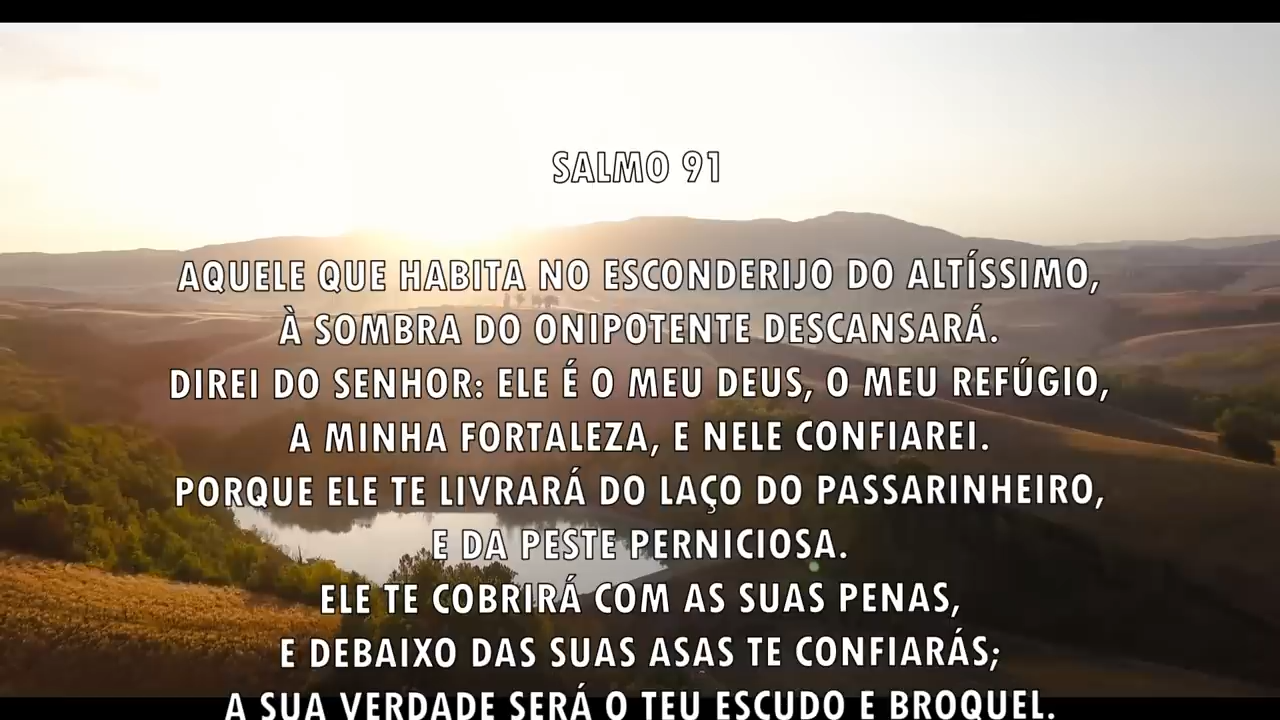 SALMO 91
AQUELE QUE HABITA NO ESCONDERIJO DO ALTÍSSIMO,
À SOMBRA DO ONIPOTENTE DESCANSARÁ.
DIREI DO SENHOR: ELE É O MEU DEUS, O MEU REFÚGIO,
A MINHA FORTALEZA, E NELE CONFIAREI.
PORQUE ELE TE LIVRARÁ DO LAÇO DO PASSARINHEIRO,
E DA PESTE PERNICIOSA.
ELE TE COBRIRÁ COM AS SUAS PENAS,
E DEBAIXO DAS SUAS ASAS TE CONFIARÁS;
A SUA VERDADE SERÁ O TEU ESCUDO E BROQUEL.